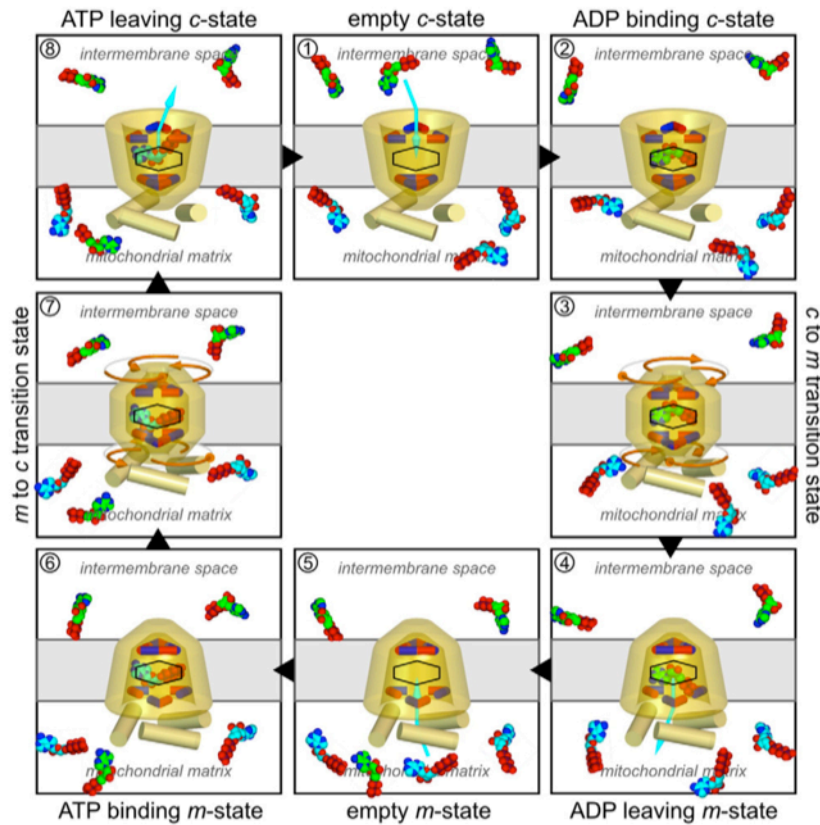 ATP leaving c-state
empty c-state
ADP binding c-state
⑧
intermembrane space
mitochondrial matrix
①
intermembrane space
mitochondrial matrix
②
intermembrane space
mitochondrial matrix
m to c transition state
⑦
intermembrane space
mitochondrial matrix
③
intermembrane space
mitochondrial matrix
c to m transition state
⑥
intermembrane space
mitochondrial matrix
⑤
intermembrane space
mitochondrial matrix
④
intermembrane space
mitochondrial matrix
ATP binding m-state
empty m-state
ADP leaving m-state